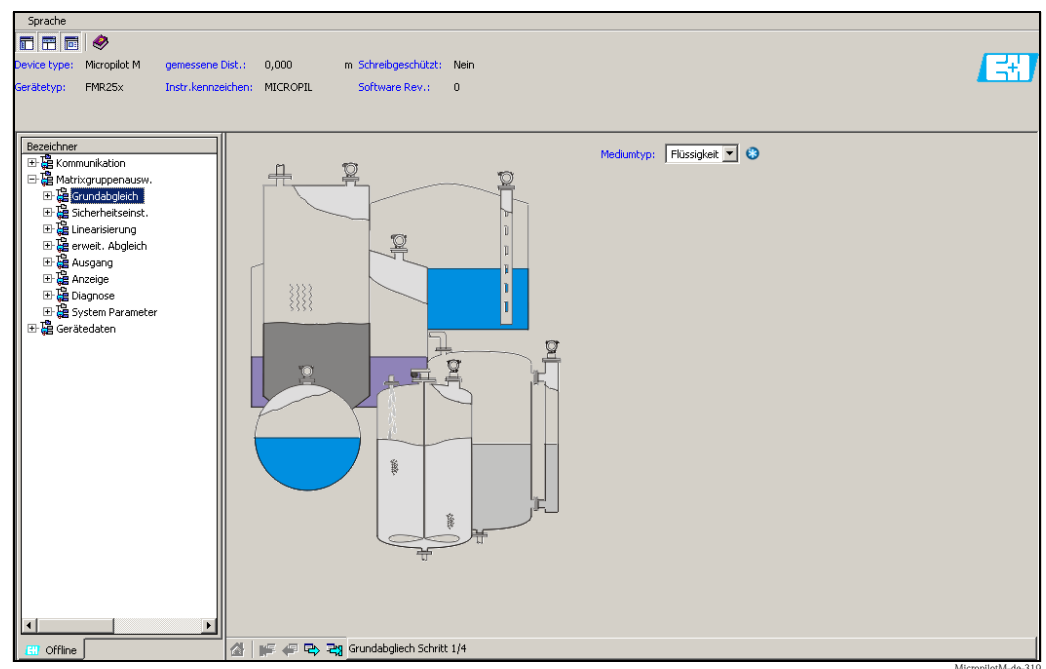 Sprache
Device type: Micropilot M gemessene Dist.: 0,000 m Schreibgeschützt: Nein
Gerätetyp: FMR25x Instr.kennzeichen: MICROPIL Software Rev.: 0
E+H
Bezeichner
Kommunikation
Matrixgruppenausw.
Grundabgleich
Sicherheitseinst.
Linearisierung
erweit. Abgleich
Ausgang
Anzeige
Diagnose
System Parameter
Gerätedaten
Mediumtyp: Flüssigkeit
Offline
Grundabgliech Schritt 1/4
MicropilotM-de-319